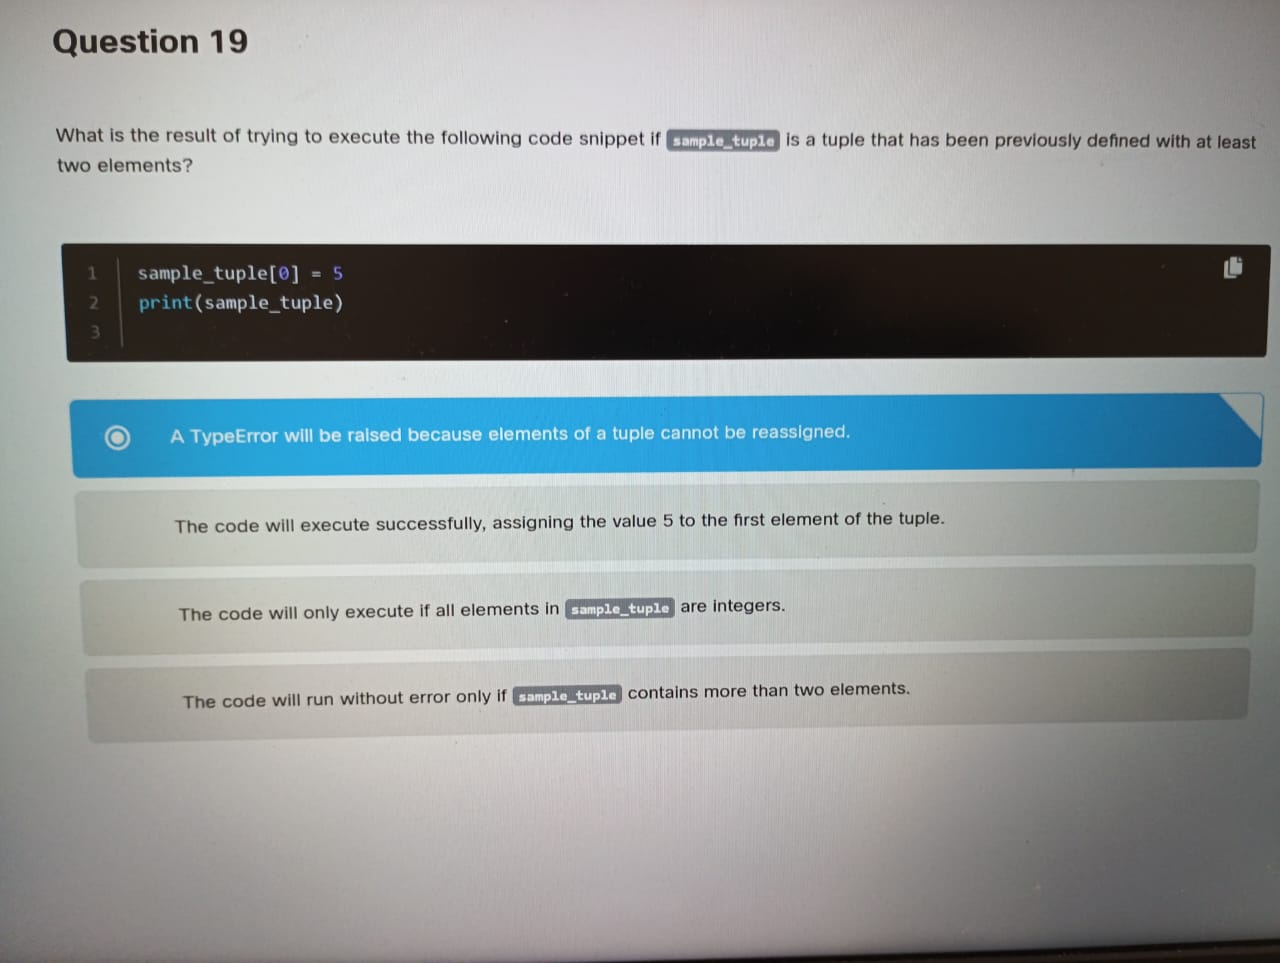 Question 19
What is the result of trying to execute the following code snippet if sample_tuple is a tuple that has been previously defined with at least
two elements?
1 sample_tuple[0] = 5
2 print(sample_tuple)
3
A TypeError will be raised because elements of a tuple cannot be reassigned.
The code will execute successfully, assigning the value 5 to the first element of the tuple.
The code will only execute if all elements in sample_tuple are integers.
The code will run without error only if sample_tuple contains more than two elements.